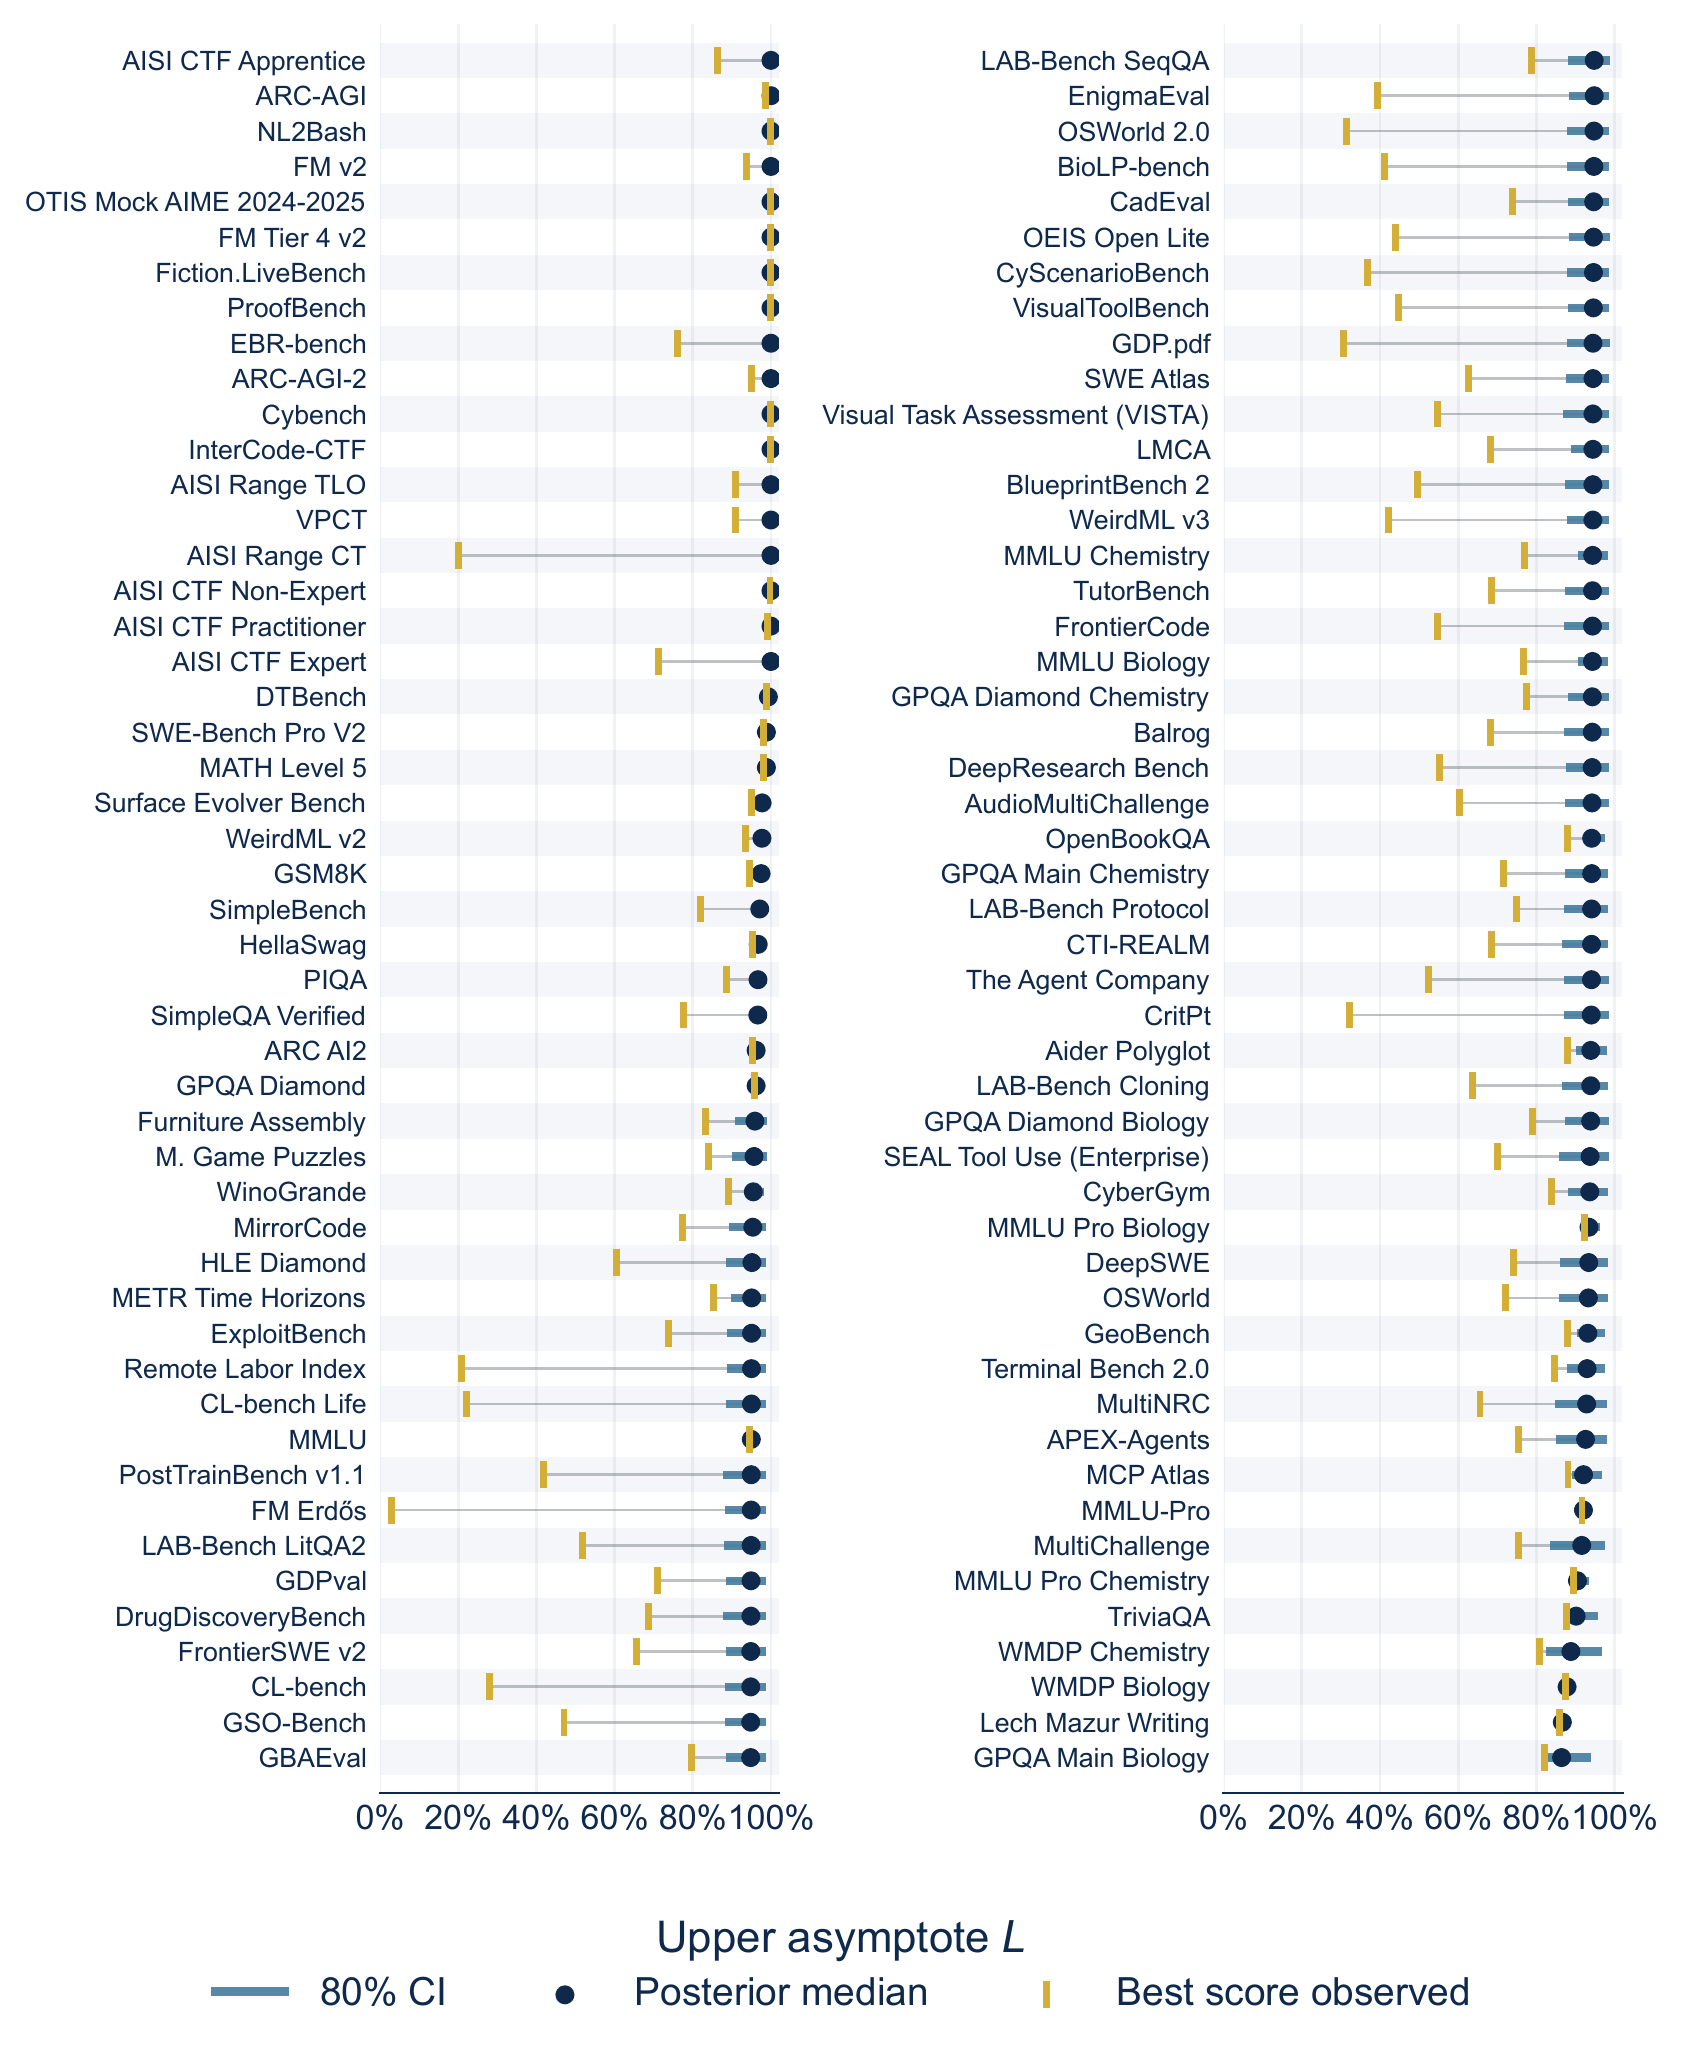 AISI CTF Apprentice
ARC-AGI
NL2Bash
FM v2
OTIS Mock AIME 2024-2025
FM Tier 4 v2
Fiction.LiveBench
ProofBench
EBR-bench
ARC-AGI-2
Cybench
InterCode-CTF
AISI Range TLO
VPCT
AISI Range CT
AISI CTF Non-Expert
AISI CTF Practitioner
AISI CTF Expert
DTBench
SWE-Bench Pro V2
MATH Level 5
Surface Evolver Bench
WeirdML v2
GSM8K
SimpleBench
HellaSwag
PIQA
SimpleQA Verified
ARC AI2
GPQA Diamond
Furniture Assembly
M. Game Puzzles
WinoGrande
MirrorCode
HLE Diamond
METR Time Horizons
ExploitBench
Remote Labor Index
CL-bench Life
MMLU
PostTrainBench v1.1
FM Erdős
LAB-Bench LitQA2
GDPval
DrugDiscoveryBench
FrontierSWE v2
CL-bench
GSO-Bench
GBAEval
0% 20% 40% 60% 80% 100%
LAB-Bench SeqQA
EnigmaEval
OSWorld 2.0
BioLP-bench
CadEval
OEIS Open Lite
CyScenarioBench
VisualToolBench
GDP.pdf
SWE Atlas
Visual Task Assessment (VISTA)
LMCA
BlueprintBench 2
WeirdML v3
MMLU Chemistry
TutorBench
FrontierCode
MMLU Biology
GPQA Diamond Chemistry
Balrog
DeepResearch Bench
AudioMultiChallenge
OpenBookQA
GPQA Main Chemistry
LAB-Bench Protocol
CTI-REALM
The Agent Company
CritPt
Aider Polyglot
LAB-Bench Cloning
GPQA Diamond Biology
SEAL Tool Use (Enterprise)
CyberGym
MMLU Pro Biology
DeepSWE
OSWorld
GeoBench
Terminal Bench 2.0
MultiNRC
APEX-Agents
MCP Atlas
MMLU-Pro
MultiChallenge
MMLU Pro Chemistry
TriviaQA
WMDP Chemistry
WMDP Biology
Lech Mazur Writing
GPQA Main Biology
0% 20% 40% 60% 80% 100%
Upper asymptote L
80% CI Posterior median Best score observed